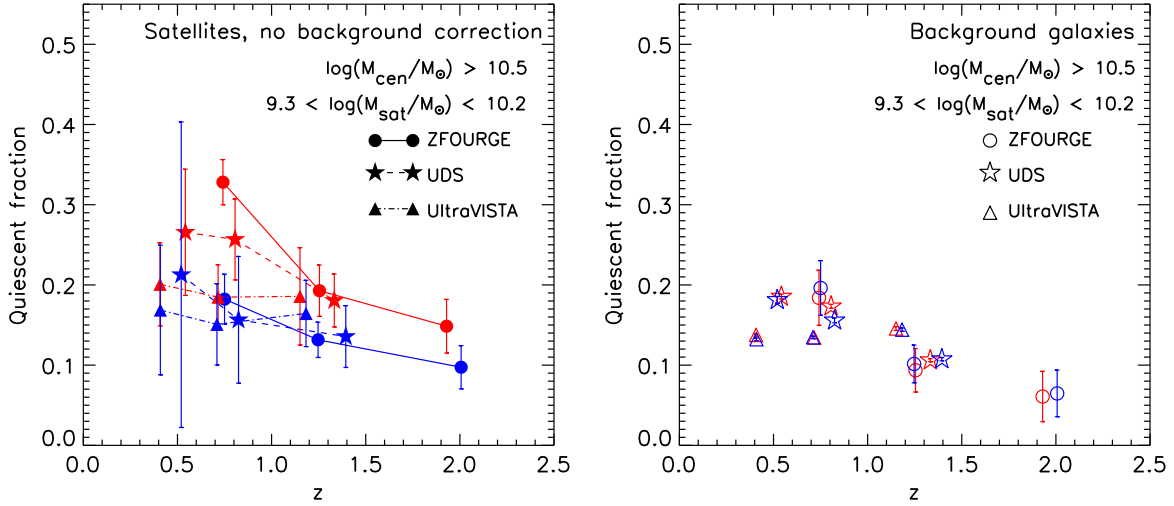 Satellites, no background correction
log(M_cen/M_⊙) > 10.5
9.3 < log(M_sat/M_⊙) < 10.2
ZFOURGE
UDS
UltraVISTA
Quiescent fraction
0.5
0.4
0.3
0.2
0.1
0.0
0.0 0.5 1.0 1.5 2.0 2.5
z
Background galaxies
log(M_cen/M_⊙) > 10.5
9.3 < log(M_sat/M_⊙) < 10.2
ZFOURGE
UDS
UltraVISTA
Quiescent fraction
0.5
0.4
0.3
0.2
0.1
0.0
0.0 0.5 1.0 1.5 2.0 2.5
z